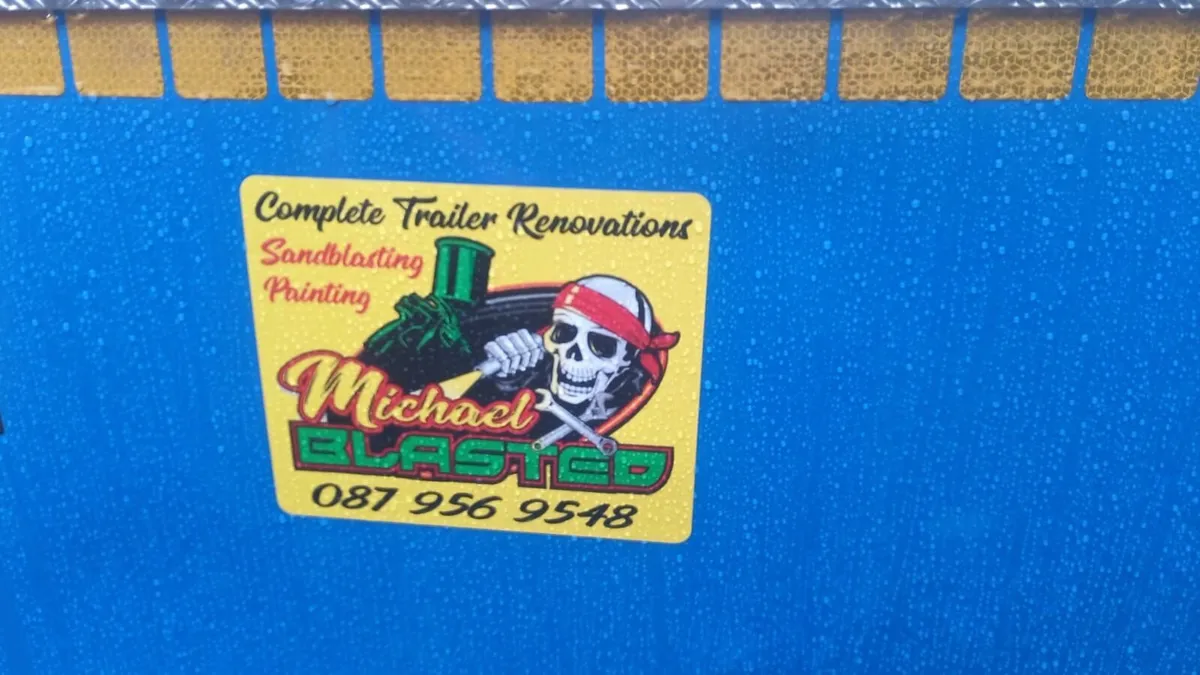 Complete Trailer Renovations
Sandblasting
Painting
Michael
BLASTED
087 956 9548